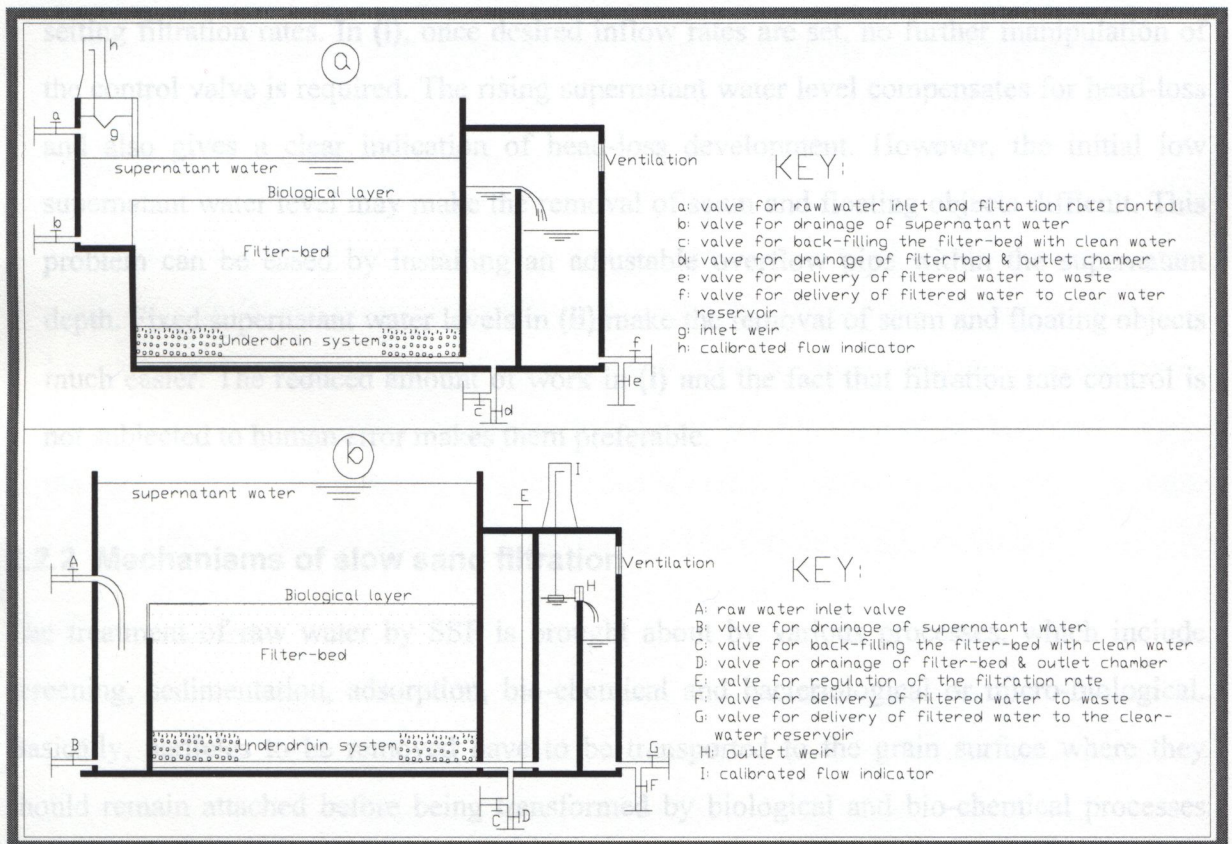 setting filtration rates. In (i), once desired inflow rates are set, no further manipulation of
the control valve is required. The rising supernatant water level compensates for head-loss
and also gives a clear indication of head-loss development. However, the initial low
supernatant water level may make the removal of scum and floating objects difficult. This
problem can be eased by installing an adjustable
depth. Fixed supernatant water levels in (ii) make the removal of scum and floating objects
much easier. The reduced amount of work in (i) and the fact that filtration rate control is
not subjected to human error makes them preferable.
a
h
a
g
supernatant water
Biological layer
b
Filter-bed
Underdrain system
Ventilation
c
d
e
f
KEY:
a: valve for raw water inlet and filtration rate control
b: valve for drainage of supernatant water
c: valve for back-filling the filter-bed with clean water
d: valve for drainage of filter-bed & outlet chamber
e: valve for delivery of filtered water to waste
f: valve for delivery of filtered water to clear water
reservoir
g: inlet weir
h: calibrated flow indicator
b
supernatant water
E
I
A
H
Ventilation
Biological layer
Filter-bed
Underdrain system
B
C
D
G
F
KEY:
A: raw water inlet valve
B: valve for drainage of supernatant water
C: valve for back-filling the filter-bed with clean water
D: valve for drainage of filter-bed & outlet chamber
E: valve for regulation of the filtration rate
F: valve for delivery of filtered water to waste
G: valve for delivery of filtered water to the clear-
water reservoir
H: outlet weir
I: calibrated flow indicator
.2.2 Mechaniams of slow sand filtration
treatment of raw water by SSF is brought about by which include
screening, sedimentation, adsorption, bio-chemical and
have to be transported to the grain surface where they
should remain attached before being transformed by biological and bio-chemical processes